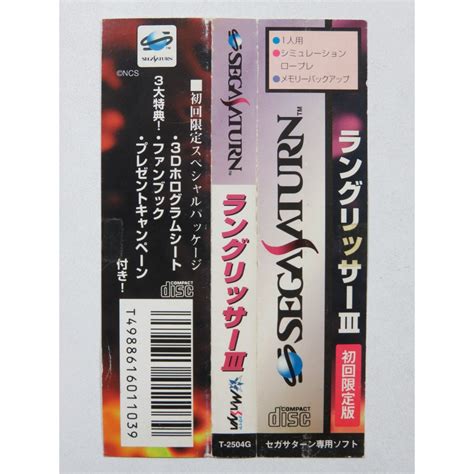 SEGA SATURN
©NCS
■初回限定スペシャルパッケージ
・3Dホログラムシート
3大特典!・ファンブック
・プレゼントキャンペーン
付き!
COMPACT
disc
T4988616011039
SEGA SATURN
ラングリッサーIII
COMPACT
disc
T-2504G
●1人用
●シミュレーション
ロープレ
●メモリーバックアップ
SEGA SATURN™
ラングリッサーIII
初回限定版
COMPACT
disc
セガサターン専用ソフト